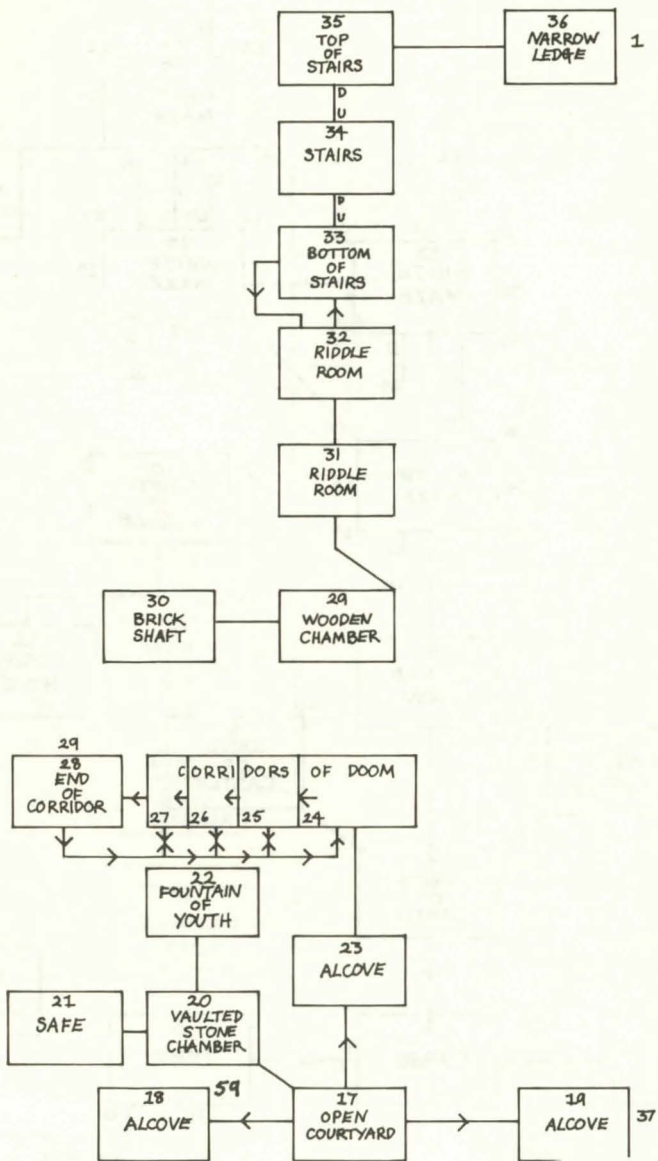 35
TOP
OF
STAIRS
36
NARROW
LEDGE
1
D
U
34
STAIRS
D
U
33
BOTTOM
OF
STAIRS
32
RIDDLE
ROOM
31
RIDDLE
ROOM
30
BRICK
SHAFT
29
WOODEN
CHAMBER
29
28
END
OF
CORRIDOR
CORRIDORS OF DOOM
27 26 25 24
22
FOUNTAIN
OF
YOUTH
23
ALCOVE
21
SAFE
20
VAULTED
STONE
CHAMBER
18
ALCOVE
59
17
OPEN
COURTYARD
19
ALCOVE
37